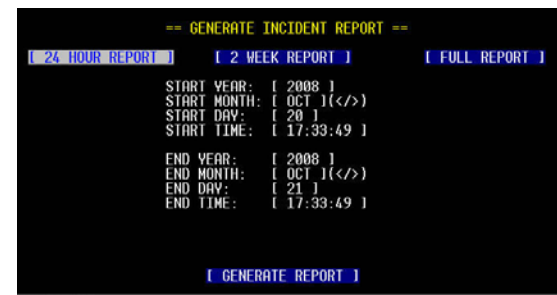 == GENERATE INCIDENT REPORT ==
[ 24 HOUR REPORT ] [ 2 WEEK REPORT ] [ FULL REPORT ]
START YEAR: [ 2008 ]
START MONTH: [ OCT ](</>)
START DAY: [ 20 ]
START TIME: [ 17:33:49 ]
END YEAR: [ 2008 ]
END MONTH: [ OCT ](</>)
END DAY: [ 21 ]
END TIME: [ 17:33:49 ]
[ GENERATE REPORT ]